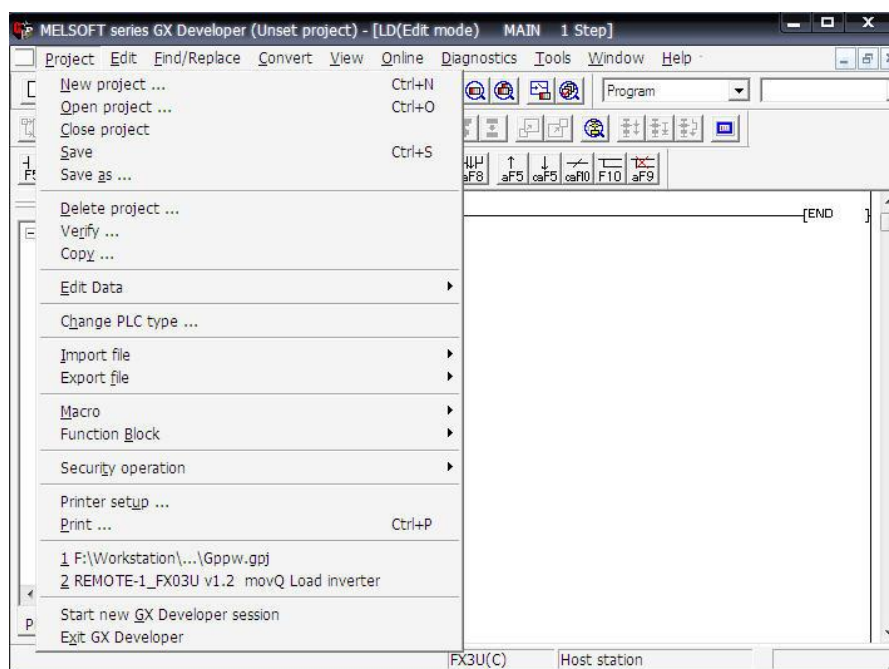 MELSOFT series GX Developer (Unset project) - [LD(Edit mode) MAIN 1 Step]
Project Edit Find/Replace Convert View Online Diagnostics Tools Window Help
New project ... Ctrl+N
Open project ... Ctrl+O
Program
Close project
Save Ctrl+S
Save as ...
aF8 aF5 caF5 caF10 F10 aF9
Delete project ...
[END ]
Verify ...
Copy ...
Edit Data
Change PLC type ...
Import file
Export file
Macro
Function Block
Security operation
Printer setup ...
Print ... Ctrl+P
1 F:\Workstation\...\Gppw.gpj
2 REMOTE-1_FX03U v1.2 movQ Load inverter
Start new GX Developer session
Exit GX Developer
FX3U(C) Host station